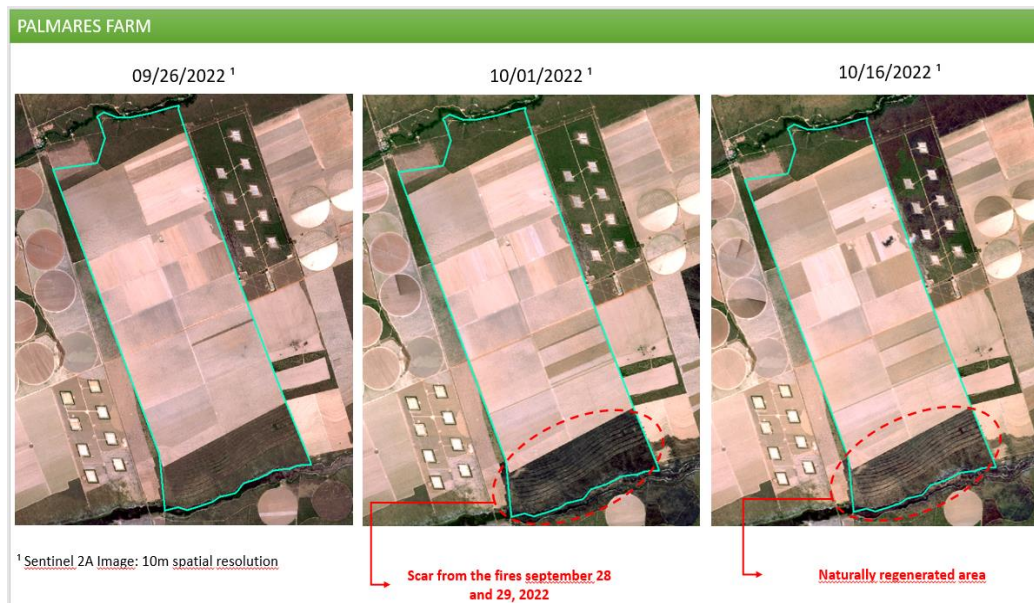 PALMARES FARM
09/26/2022 ¹
10/01/2022 ¹
10/16/2022 ¹
¹ Sentinel 2A Image: 10m spatial resolution
Scar from the fires september 28
and 29, 2022
Naturally regenerated area